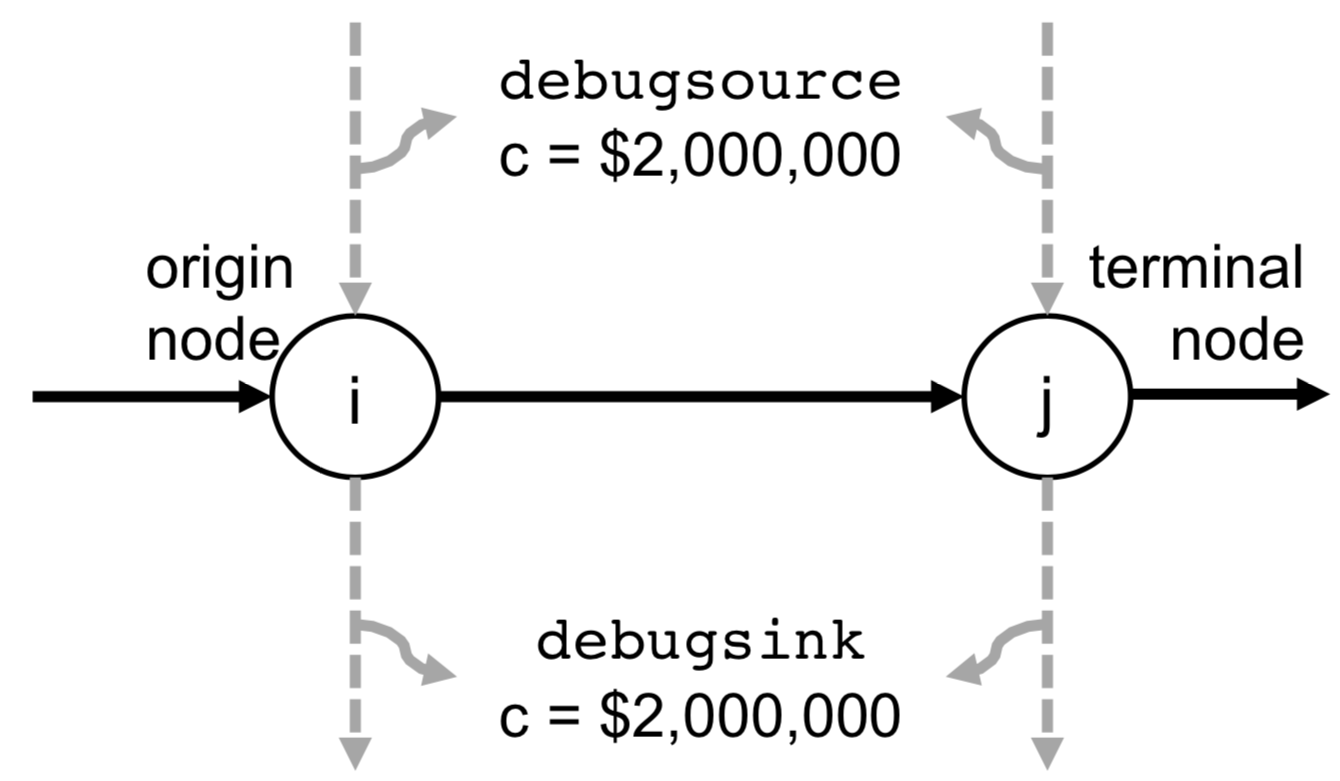 debugsource
c = $2,000,000
origin
node
terminal
node
i
j
debugsink
c = $2,000,000